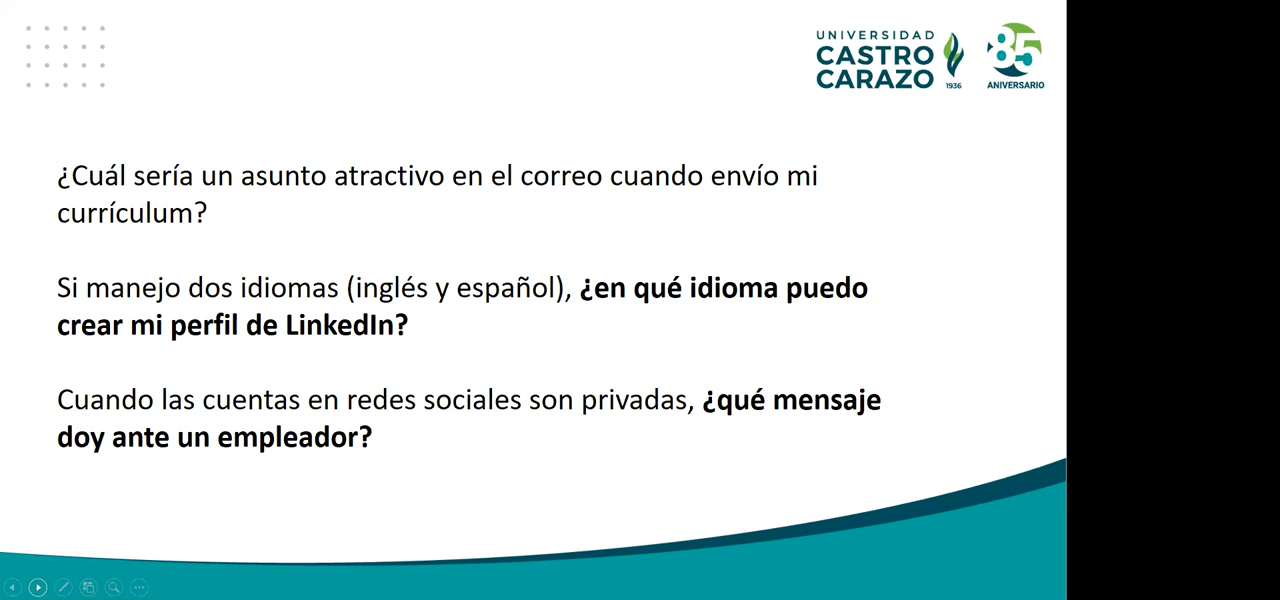 UNIVERSIDAD
CASTRO
CARAZO
1936
85
ANIVERSARIO
¿Cuál sería un asunto atractivo en el correo cuando envío mi
currículum?
Si manejo dos idiomas (inglés y español), ¿en qué idioma puedo
crear mi perfil de LinkedIn?
Cuando las cuentas en redes sociales son privadas, ¿qué mensaje
doy ante un empleador?